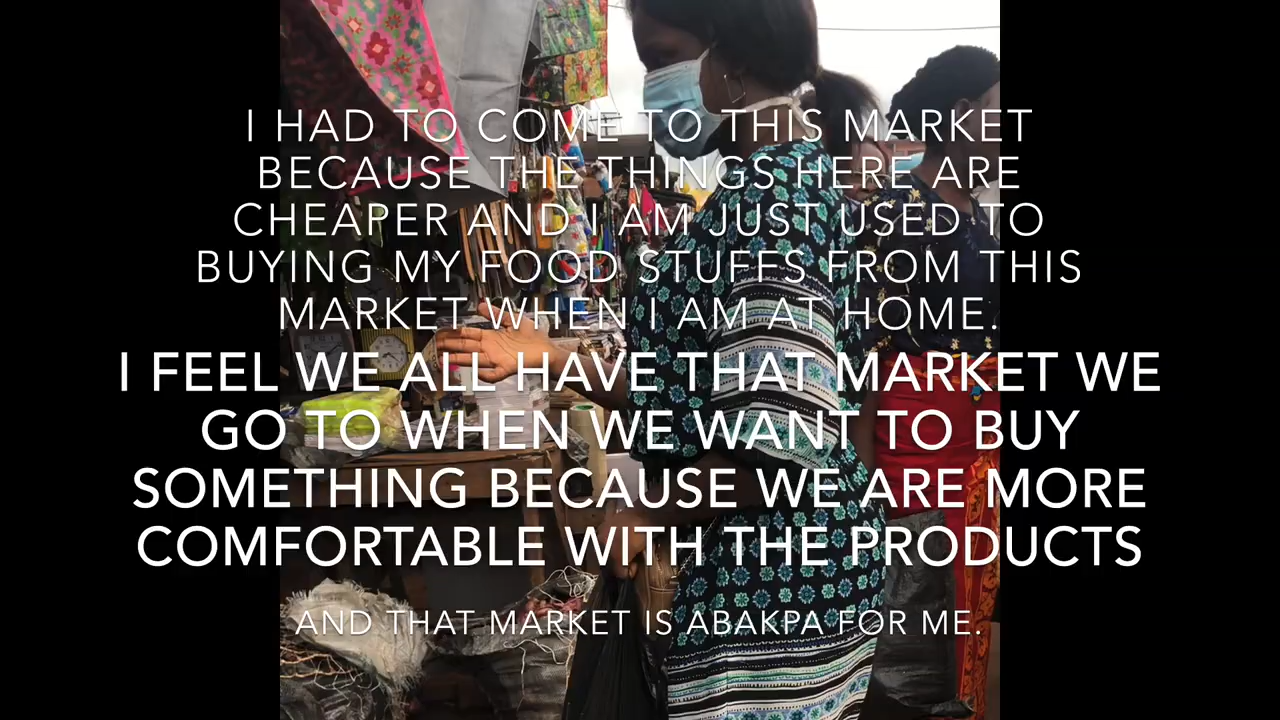 I HAD TO COME TO THIS MARKET
BECAUSE THE THINGS HERE ARE
CHEAPER AND I AM JUST USED TO
BUYING MY FOOD STUFFS FROM THIS
MARKET WHEN I AM AT HOME.
I FEEL WE ALL HAVE THAT MARKET WE
GO TO WHEN WE WANT TO BUY
SOMETHING BECAUSE WE ARE MORE
COMFORTABLE WITH THE PRODUCTS
AND THAT MARKET IS ABAKPA FOR ME.